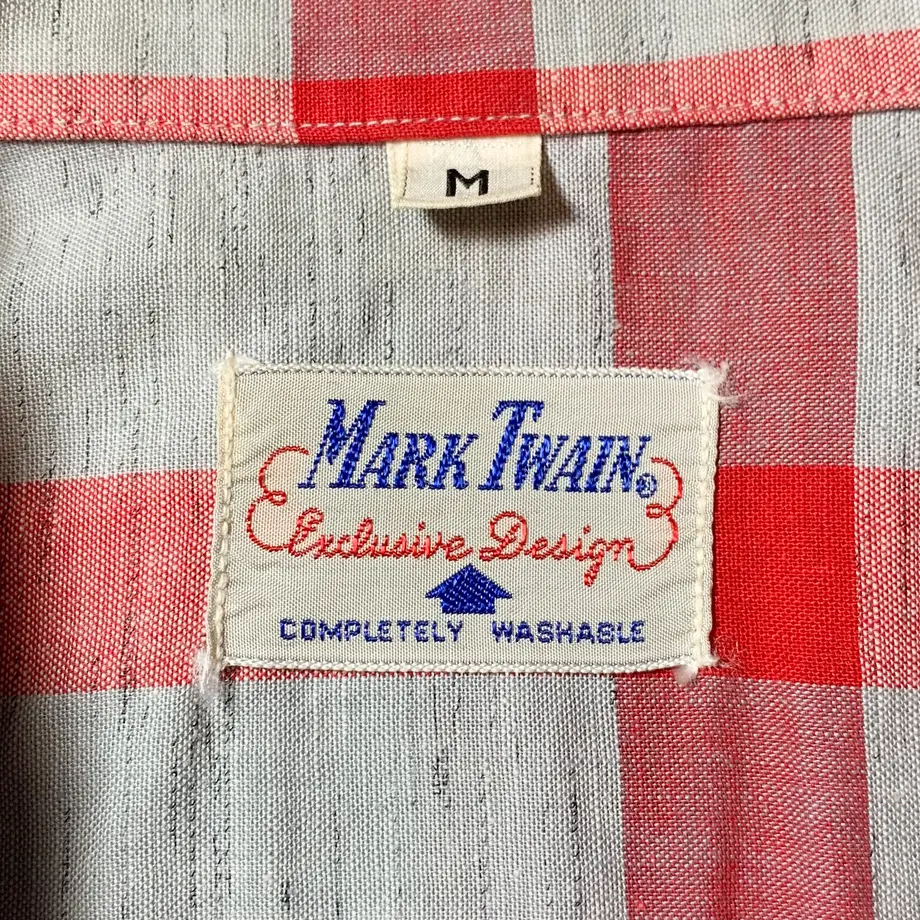 M
MARK TWAIN®
Exclusive Design
COMPLETELY WASHABLE